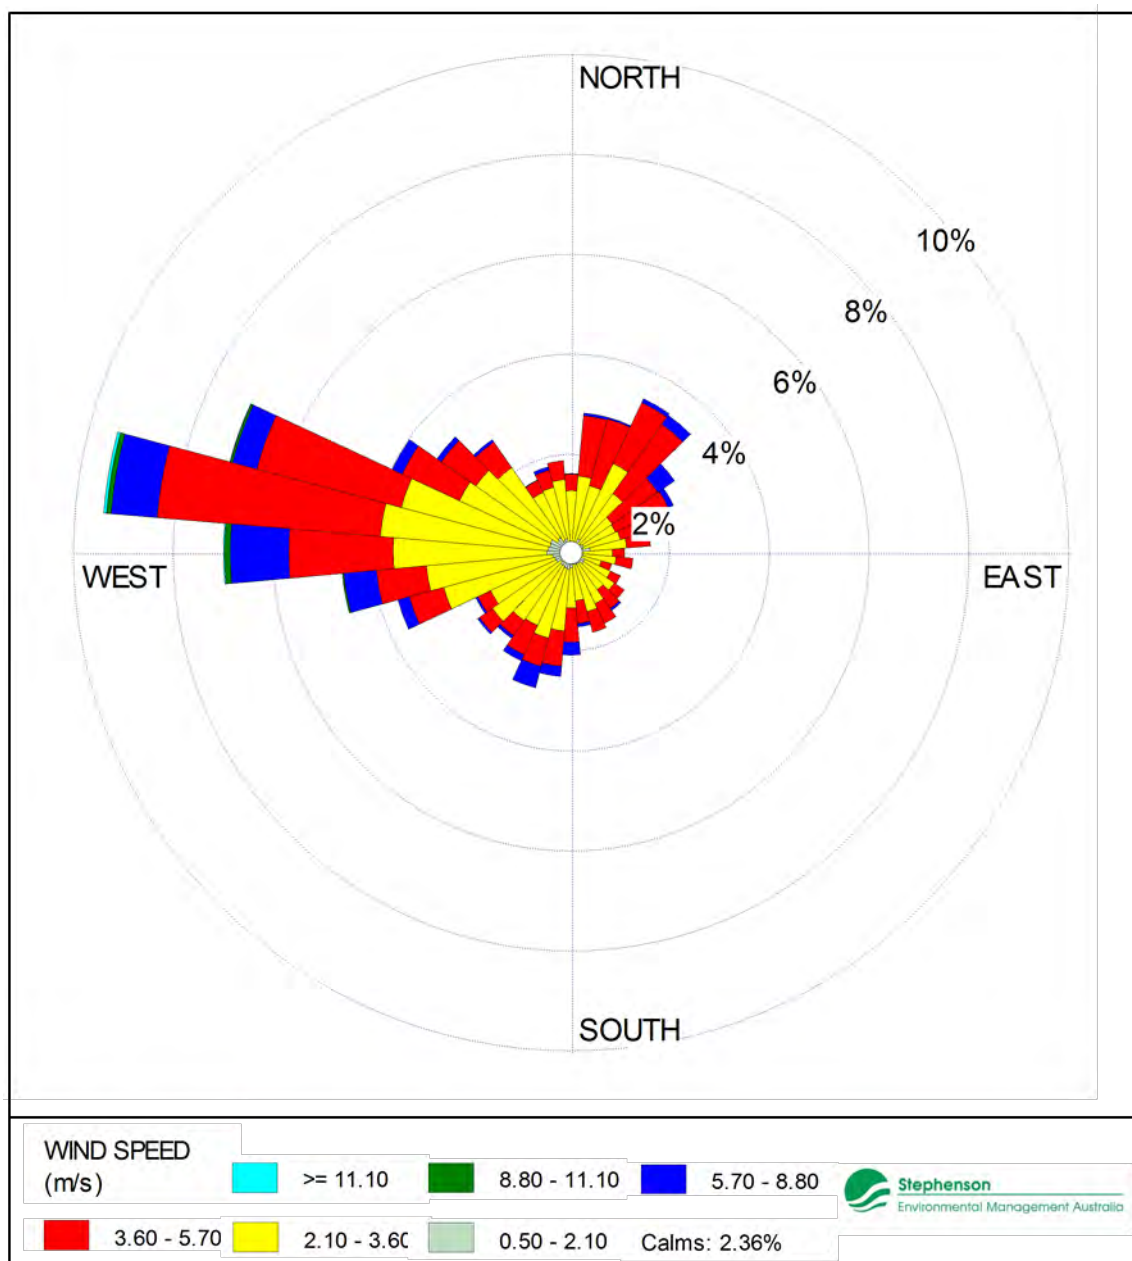 NORTH
10%
8%
6%
4%
2%
WEST
EAST
SOUTH
WIND SPEED
(m/s)
>= 11.10
8.80 - 11.10
5.70 - 8.80
3.60 - 5.70
2.10 - 3.60
0.50 - 2.10
Calms: 2.36%
Stephenson
Environmental Management Australia